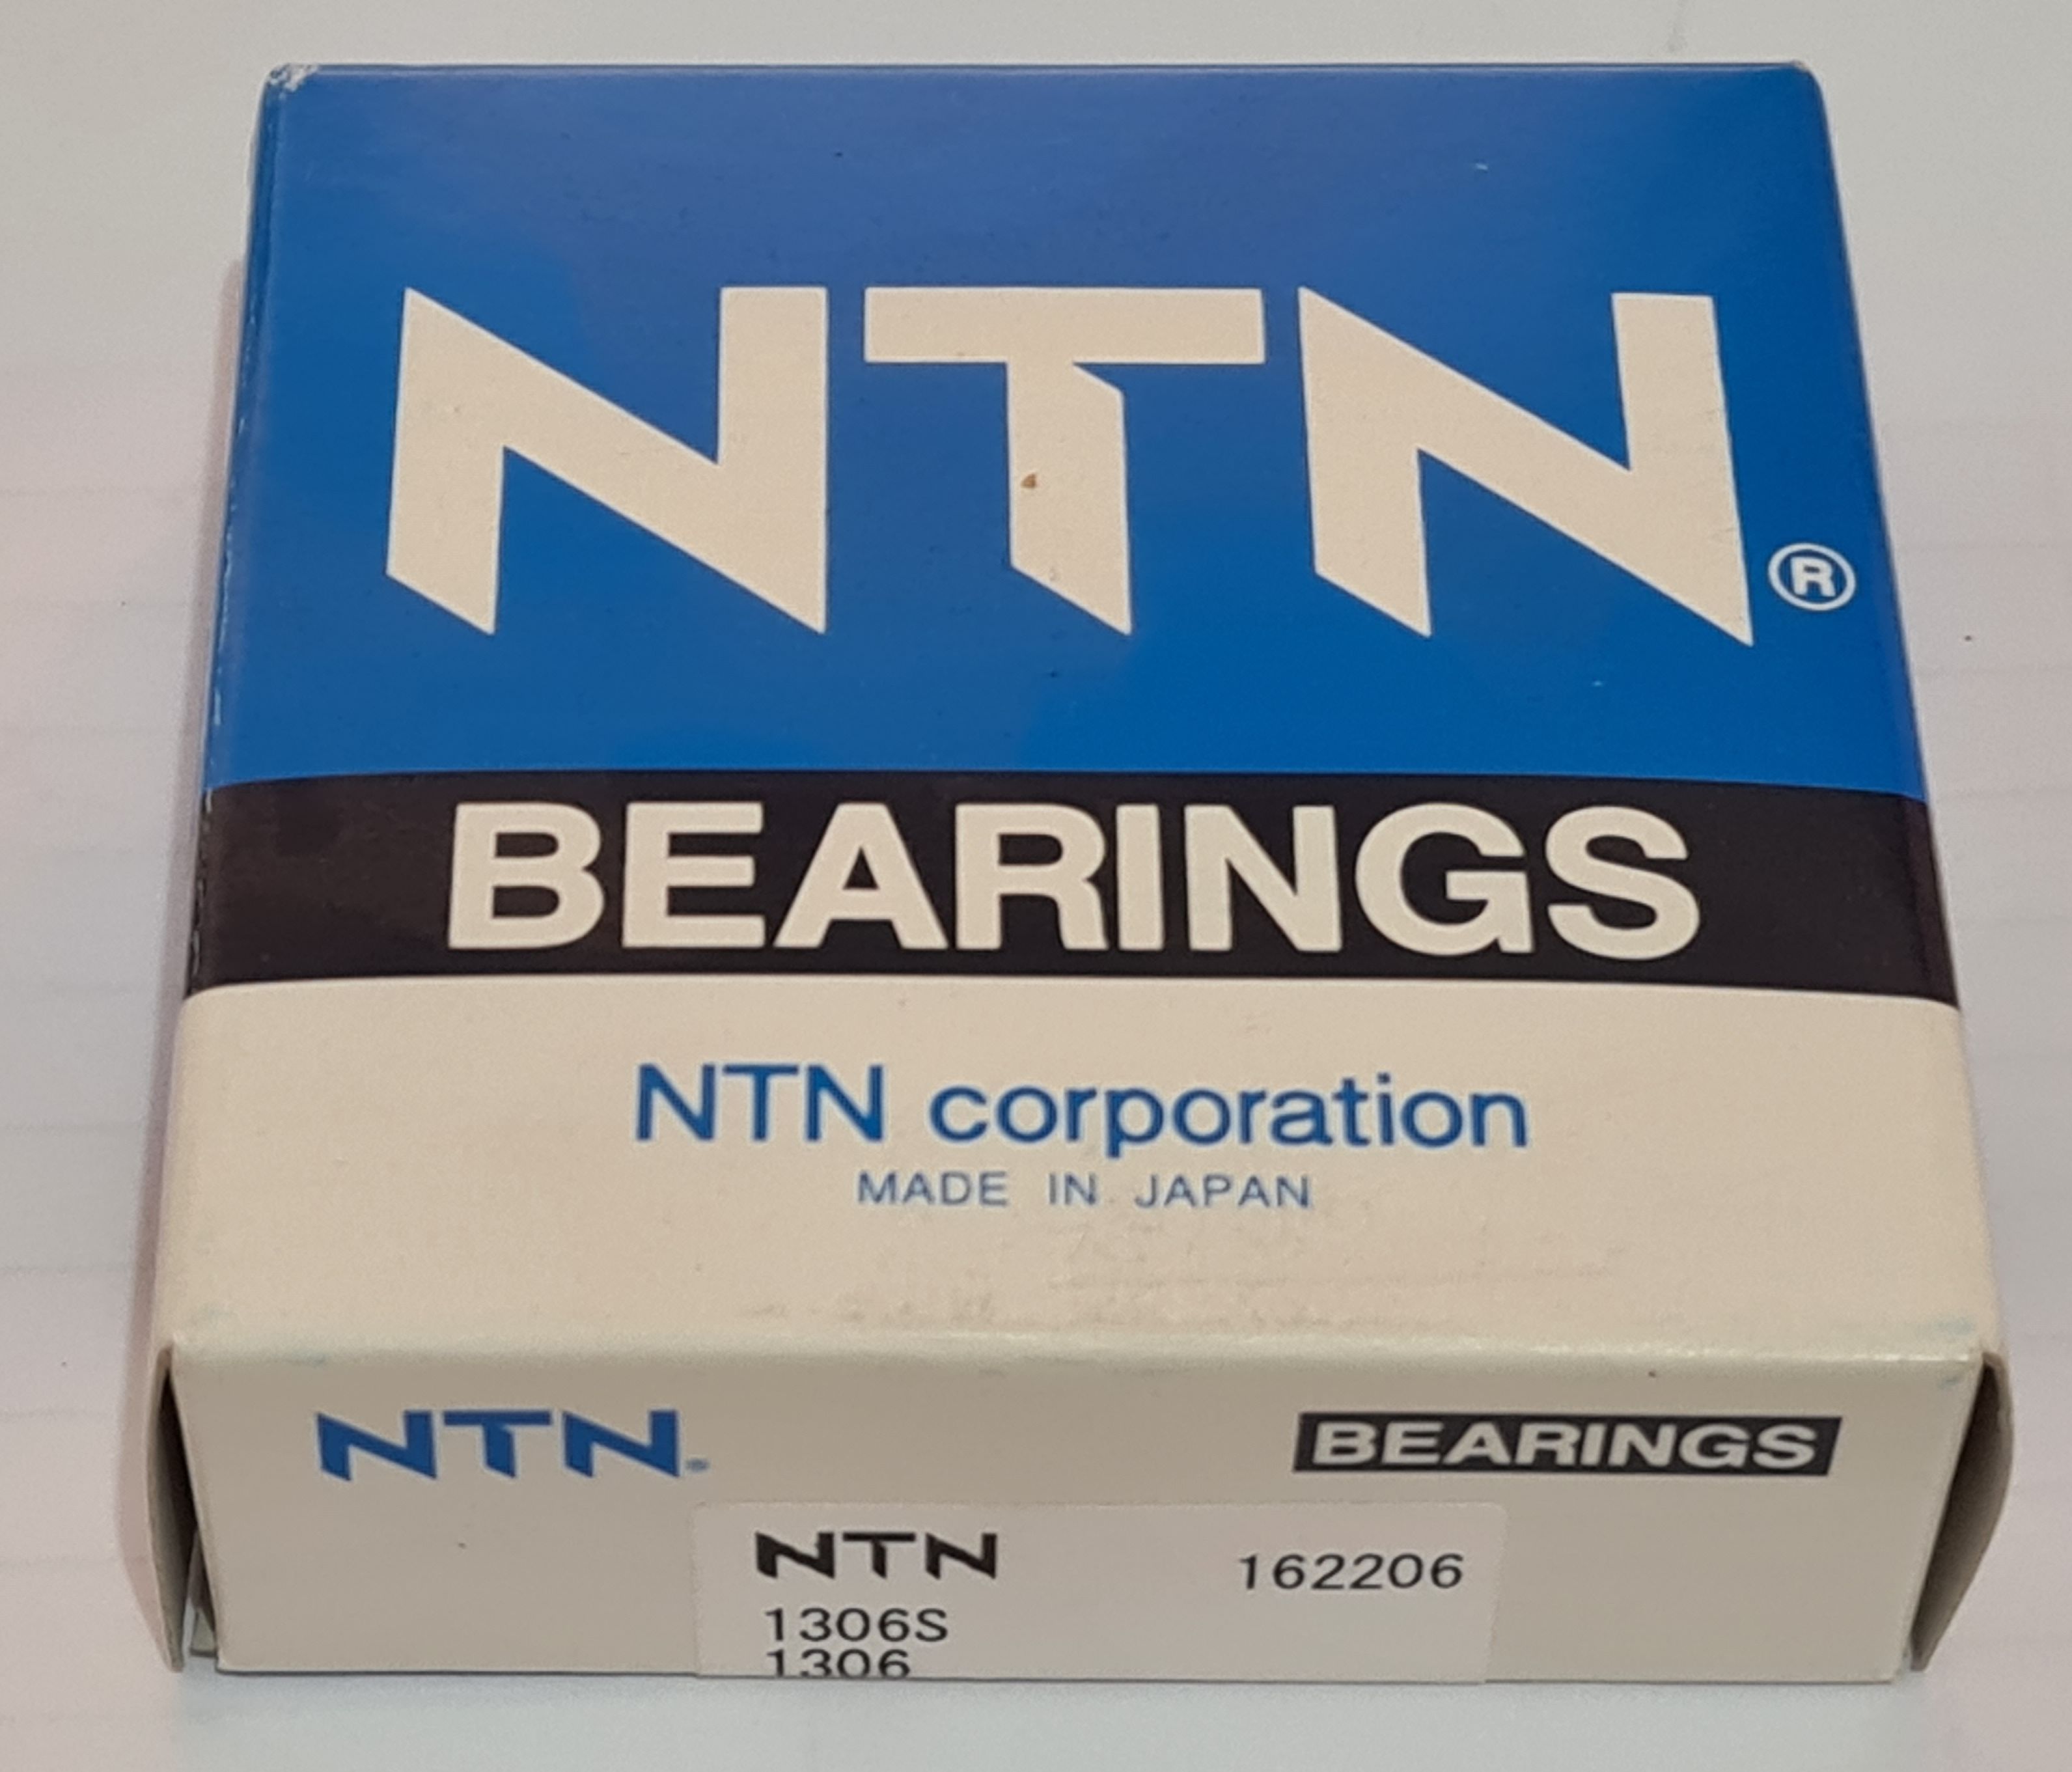 NTN®
BEARINGS
NTN corporation
MADE IN JAPAN
NTN®
BEARINGS
NTN
162206
1306S
1306